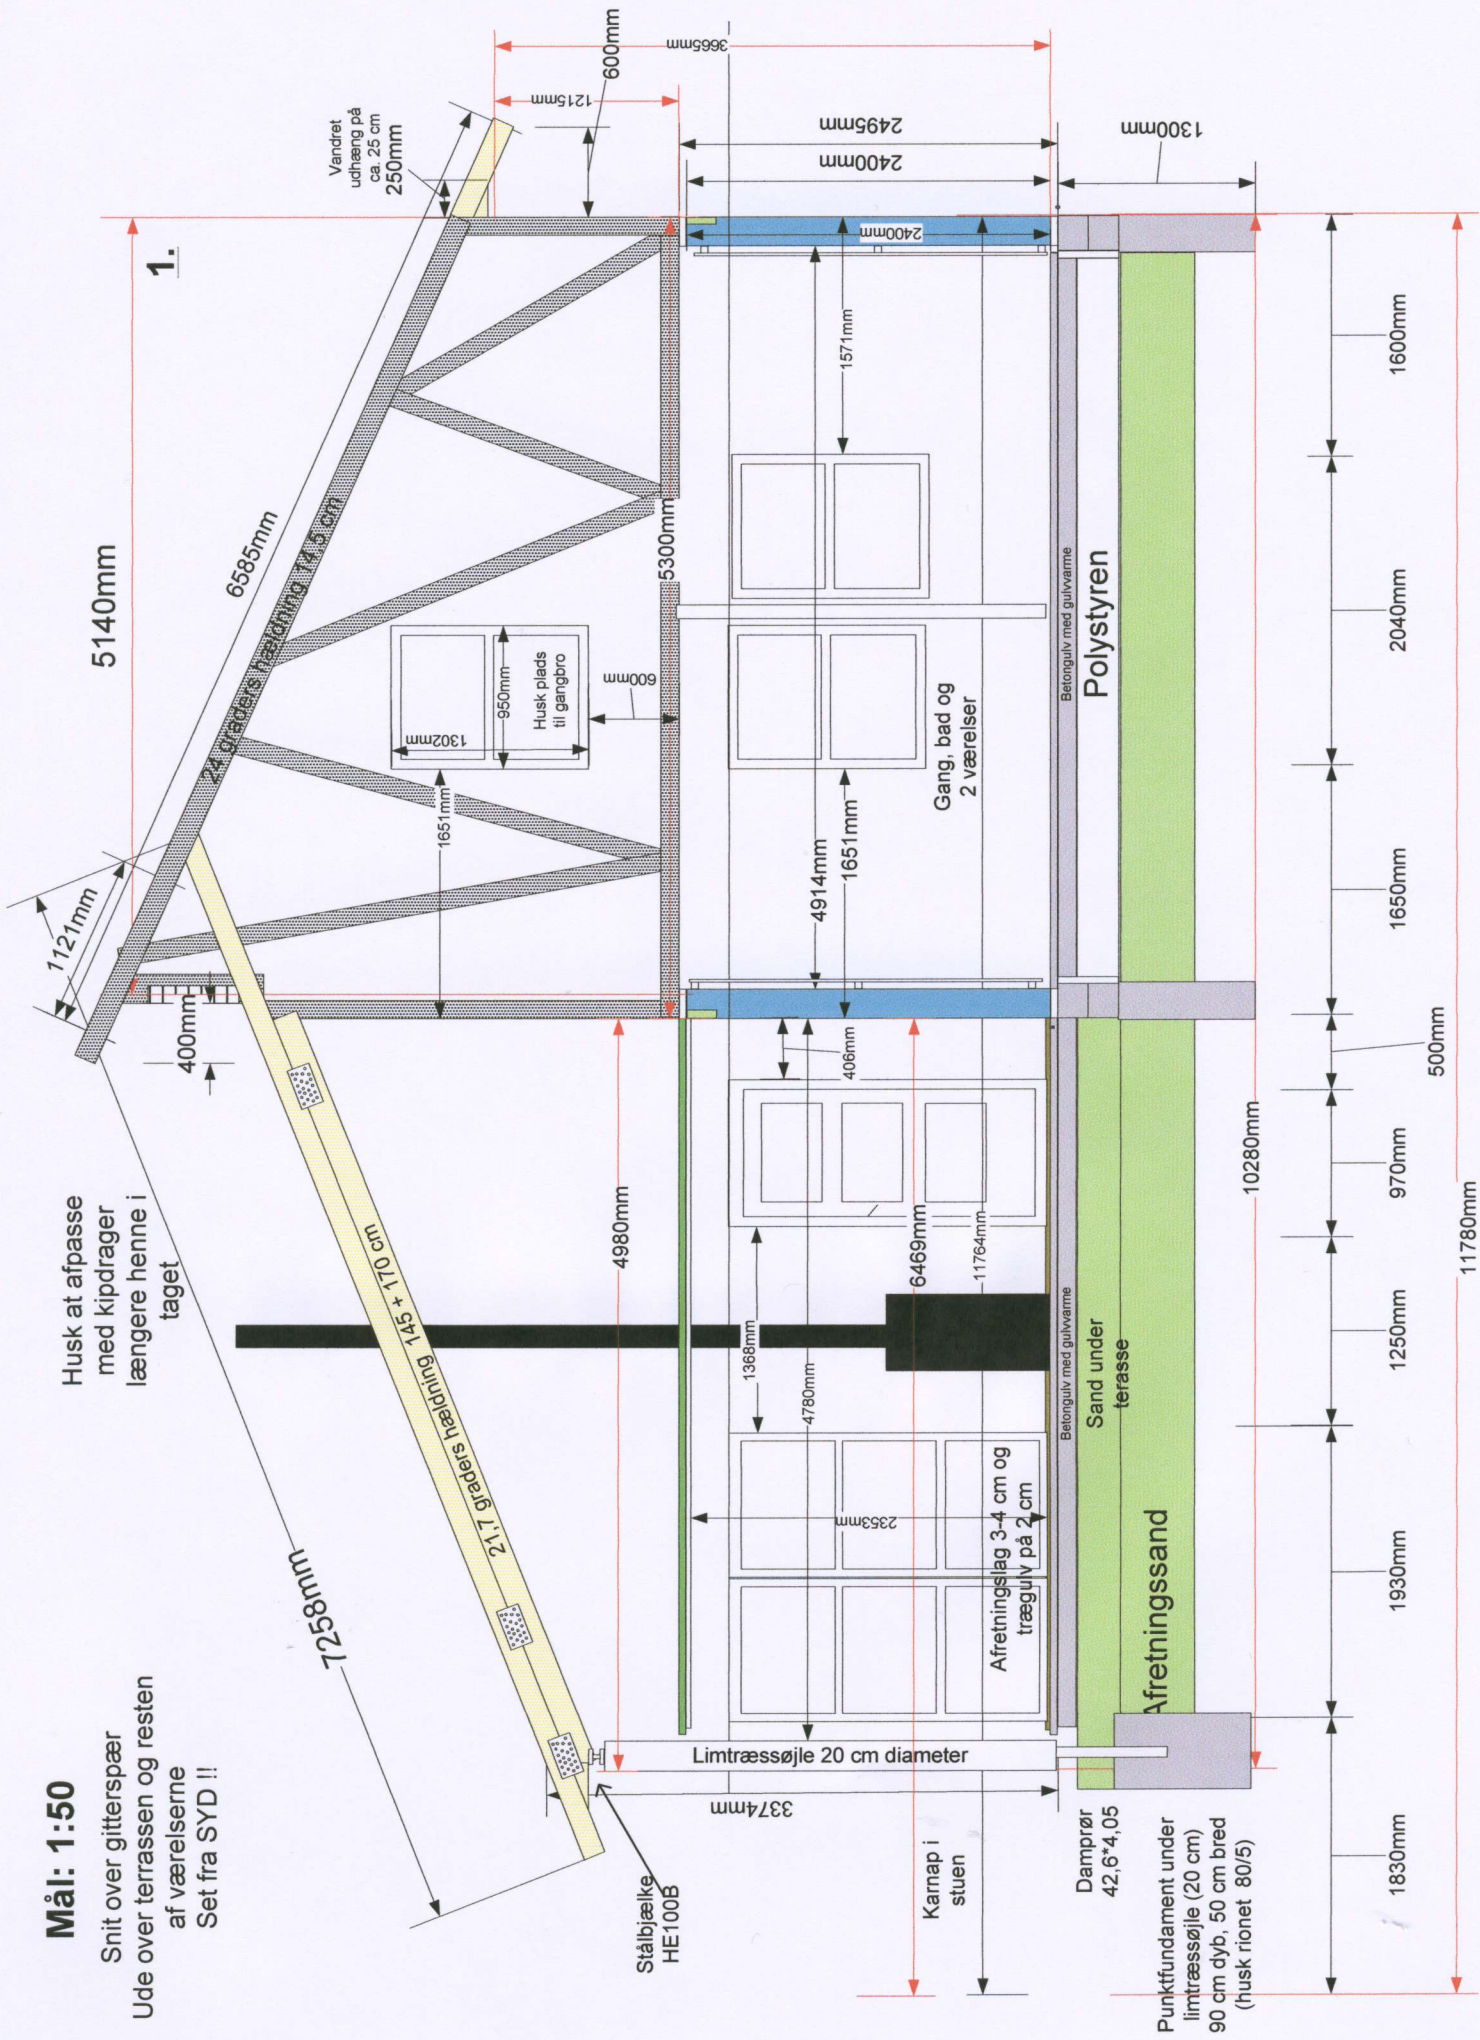 Mål: 1:50
Snit over gitterspær
Ude over terrassen og resten
af værelserne
Set fra SYD !!
Husk at afpasse
med kipdrager
længere henne i
taget
1.
5140mm
6585mm
24 graders hældning 14,5 cm
1121mm
400mm
7258mm
21,7 graders hældning 145 + 170 cm
Vandret
udhæng på
ca. 25 cm
250mm
600mm
1215mm
3665mm
1302mm
950mm
Husk plads
til gangbro
600mm
1651mm
5300mm
4980mm
2495mm
2400mm
2400mm
1300mm
1571mm
4914mm
1651mm
Gang, bad og
2 værelser
406mm
1368mm
4780mm
6469mm
11764mm
2353mm
Afretningslag 3-4 cm og
trægulv på 2 cm
Limtræssøjle 20 cm diameter
3374mm
Stålbjælke
HE100B
Karnap i
stuen
Damprør
42,6*4,05
Punktfundament under
limtræssøjle (20 cm)
90 cm dyb, 50 cm bred
(husk rionet 80/5)
Betongulv med gulvvarme
Sand under
terasse
Afretningssand
Betongulv med gulvvarme
Polystyren
10280mm
1830mm
1930mm
1250mm
970mm
500mm
1650mm
2040mm
1600mm
11780mm